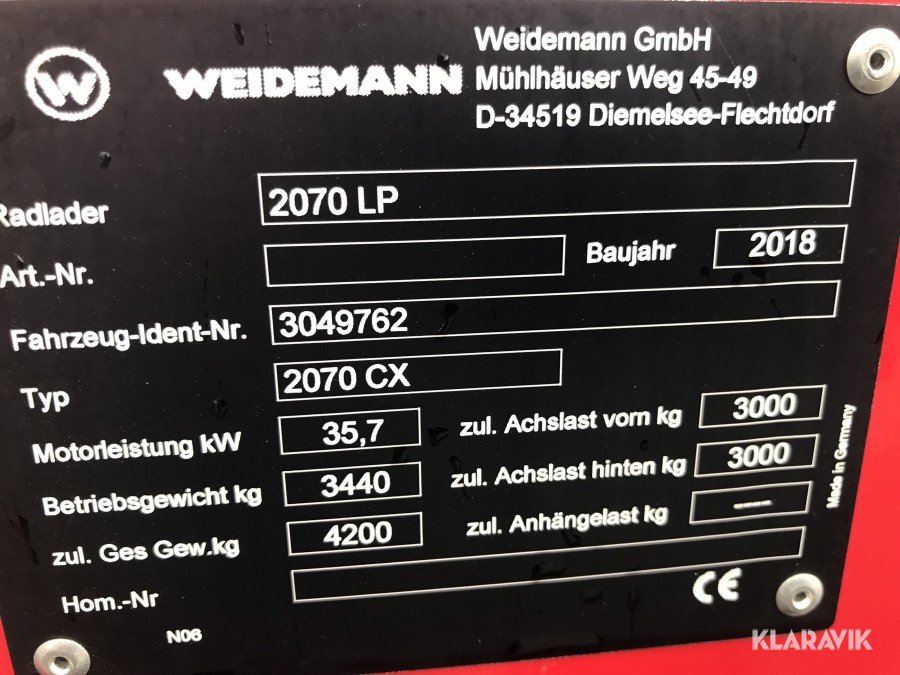 W WEIDEMANN
Weidemann GmbH
Mühlhäuser Weg 45-49
D-34519 Diemelsee-Flechtdorf
Radlader 2070 LP
Art.-Nr. Baujahr 2018
Fahrzeug-Ident-Nr. 3049762
Typ 2070 CX
Motorleistung kW 35,7 zul. Achslast vorn kg 3000
Betriebsgewicht kg 3440 zul. Achslast hinten kg 3000
zul. Ges Gew.kg 4200 zul. Anhängelast kg ---
Hom.-Nr
Made in Germany
CE
N06
KLARAVIK